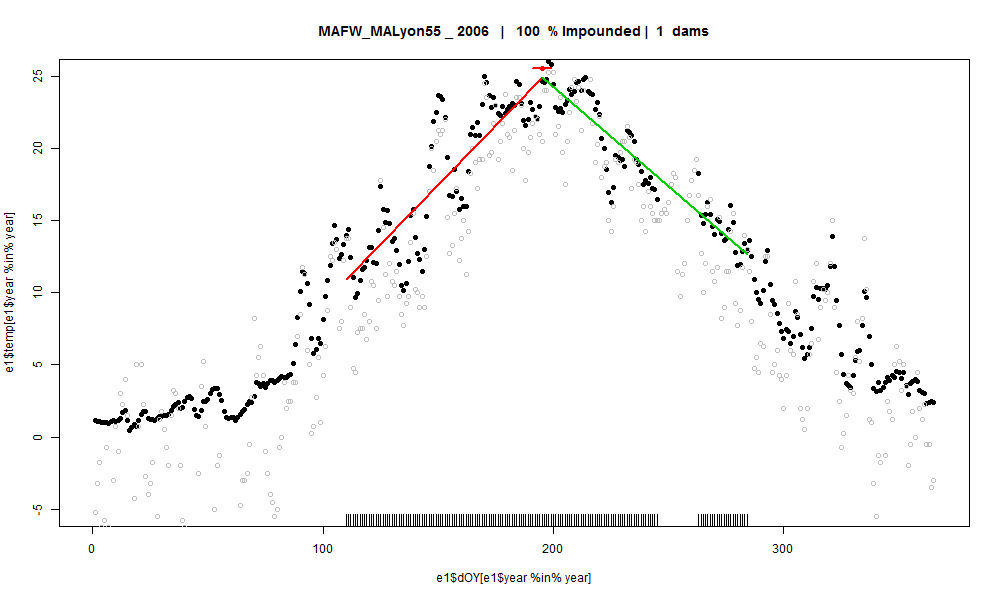 MAFW_MALyon55 _ 2006 | 100 % Impounded | 1 dams
e1$temp[e1$year %in% year]
25
20
15
10
5
0
-5
0 100 200 300
e1$dOY[e1$year %in% year]